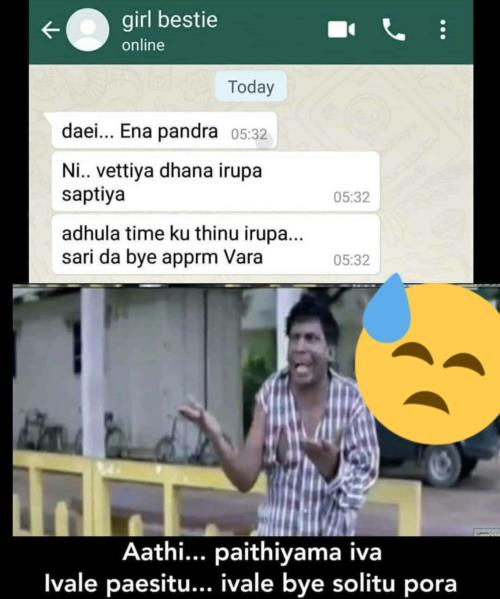 girl bestie
online
Today
daei... Ena pandra 05:32
Ni.. vettiya dhana irupa
saptiya 05:32
adhula time ku thinu irupa...
sari da bye apprm Vara 05:32
Aathi... paithiyama iva
Ivale paesitu... ivale bye solitu pora